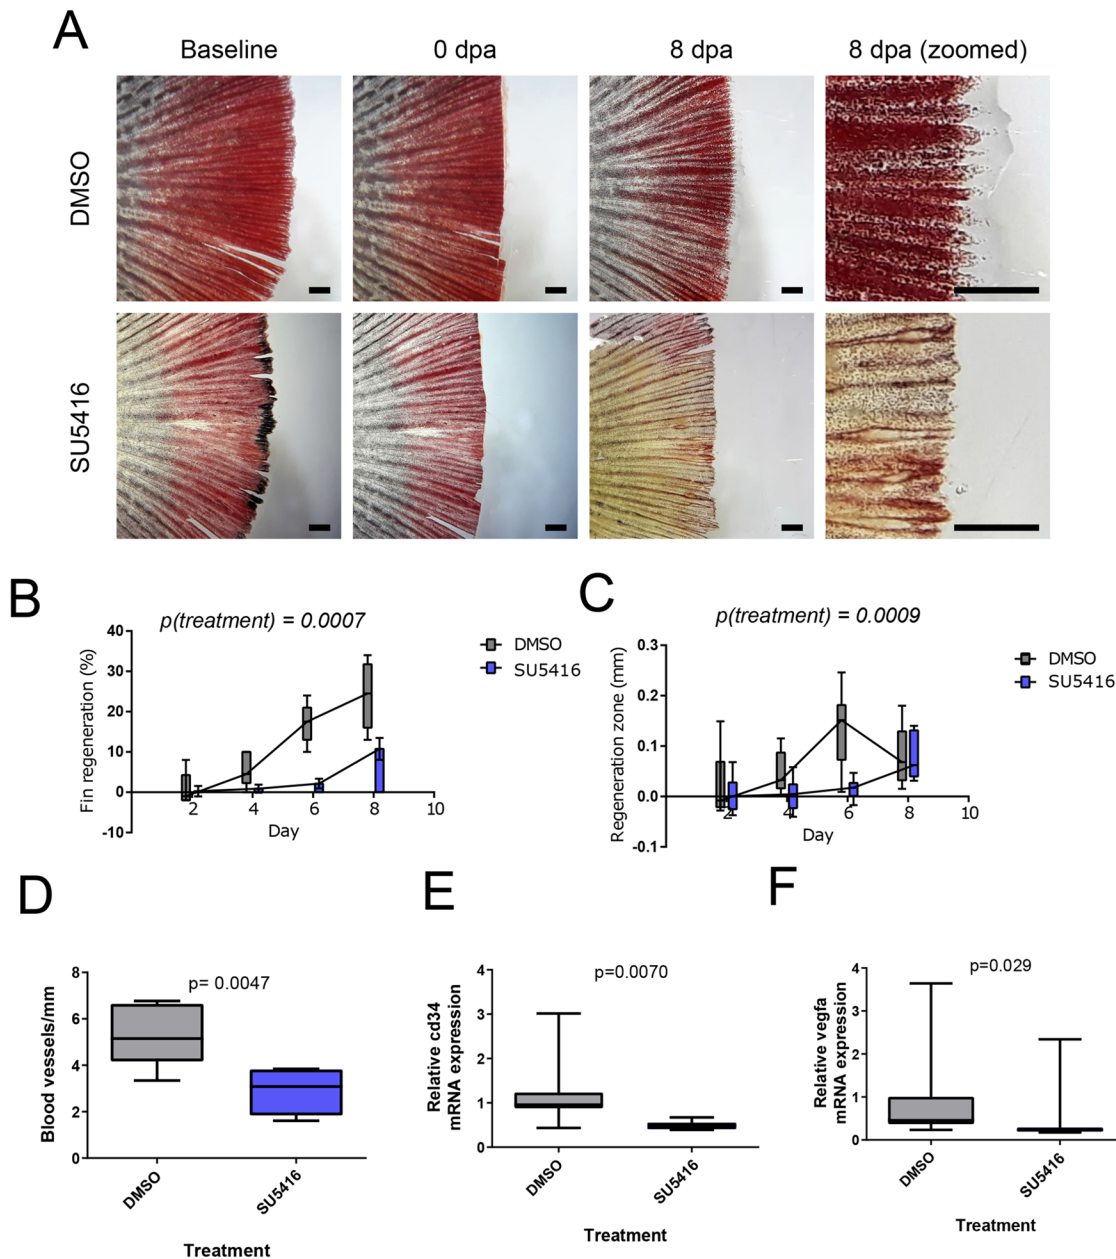 A
Baseline
0 dpa
8 dpa
8 dpa (zoomed)
DMSO
SU5416
B
p(treatment) = 0.0007
Fin regeneration (%)
40
30
20
10
0
-10
2
4
6
8
10
Day
DMSO
SU5416
C
p(treatment) = 0.0009
Regeneration zone (mm)
0.3
0.2
0.1
0.0
-0.1
2
4
6
8
10
Day
DMSO
SU5416
D
p= 0.0047
Blood vessels/mm
8
6
4
2
0
DMSO
SU5416
Treatment
E
p=0.0070
Relative cd34
mRNA expression
4
3
2
1
0
DMSO
SU5416
Treatment
F
p=0.029
Relative vegfa
mRNA expression
4
3
2
1
0
DMSO
SU5416
Treatment